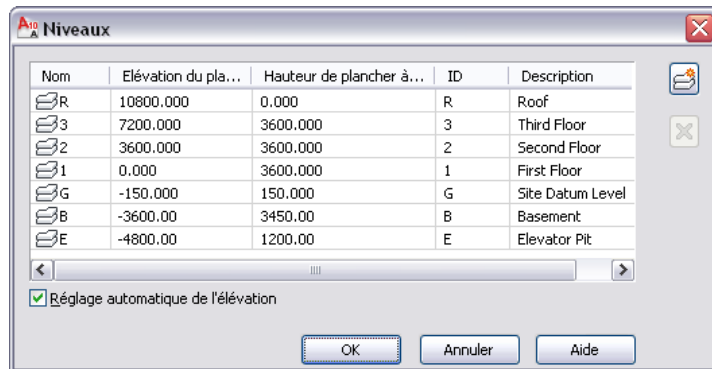 Niveaux
Nom Elévation du pla... Hauteur de plancher à... ID Description
R 10800.000 0.000 R Roof
3 7200.000 3600.000 3 Third Floor
2 3600.000 3600.000 2 Second Floor
1 0.000 3600.000 1 First Floor
G -150.000 150.000 G Site Datum Level
B -3600.00 3450.00 B Basement
E -4800.00 1200.00 E Elevator Pit
Réglage automatique de l'élévation
OK Annuler Aide